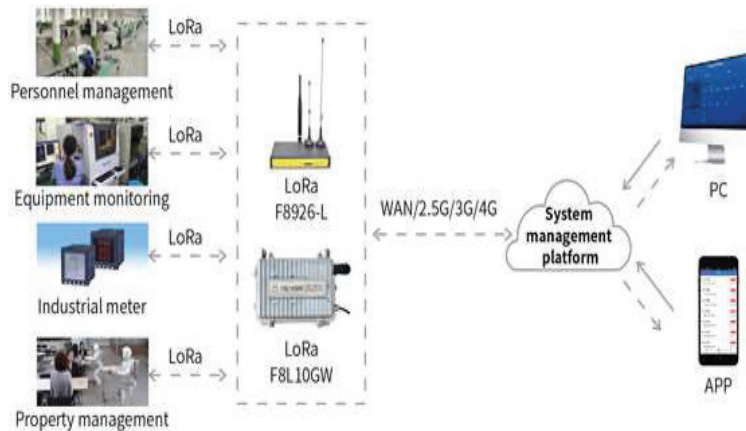 LoRa
Personnel management
LoRa
Equipment monitoring
LoRa
Industrial meter
LoRa
Property management
LoRa
F8926-L
LoRa
F8L10GW
WAN/2.5G/3G/4G
System
management
platform
PC
APP